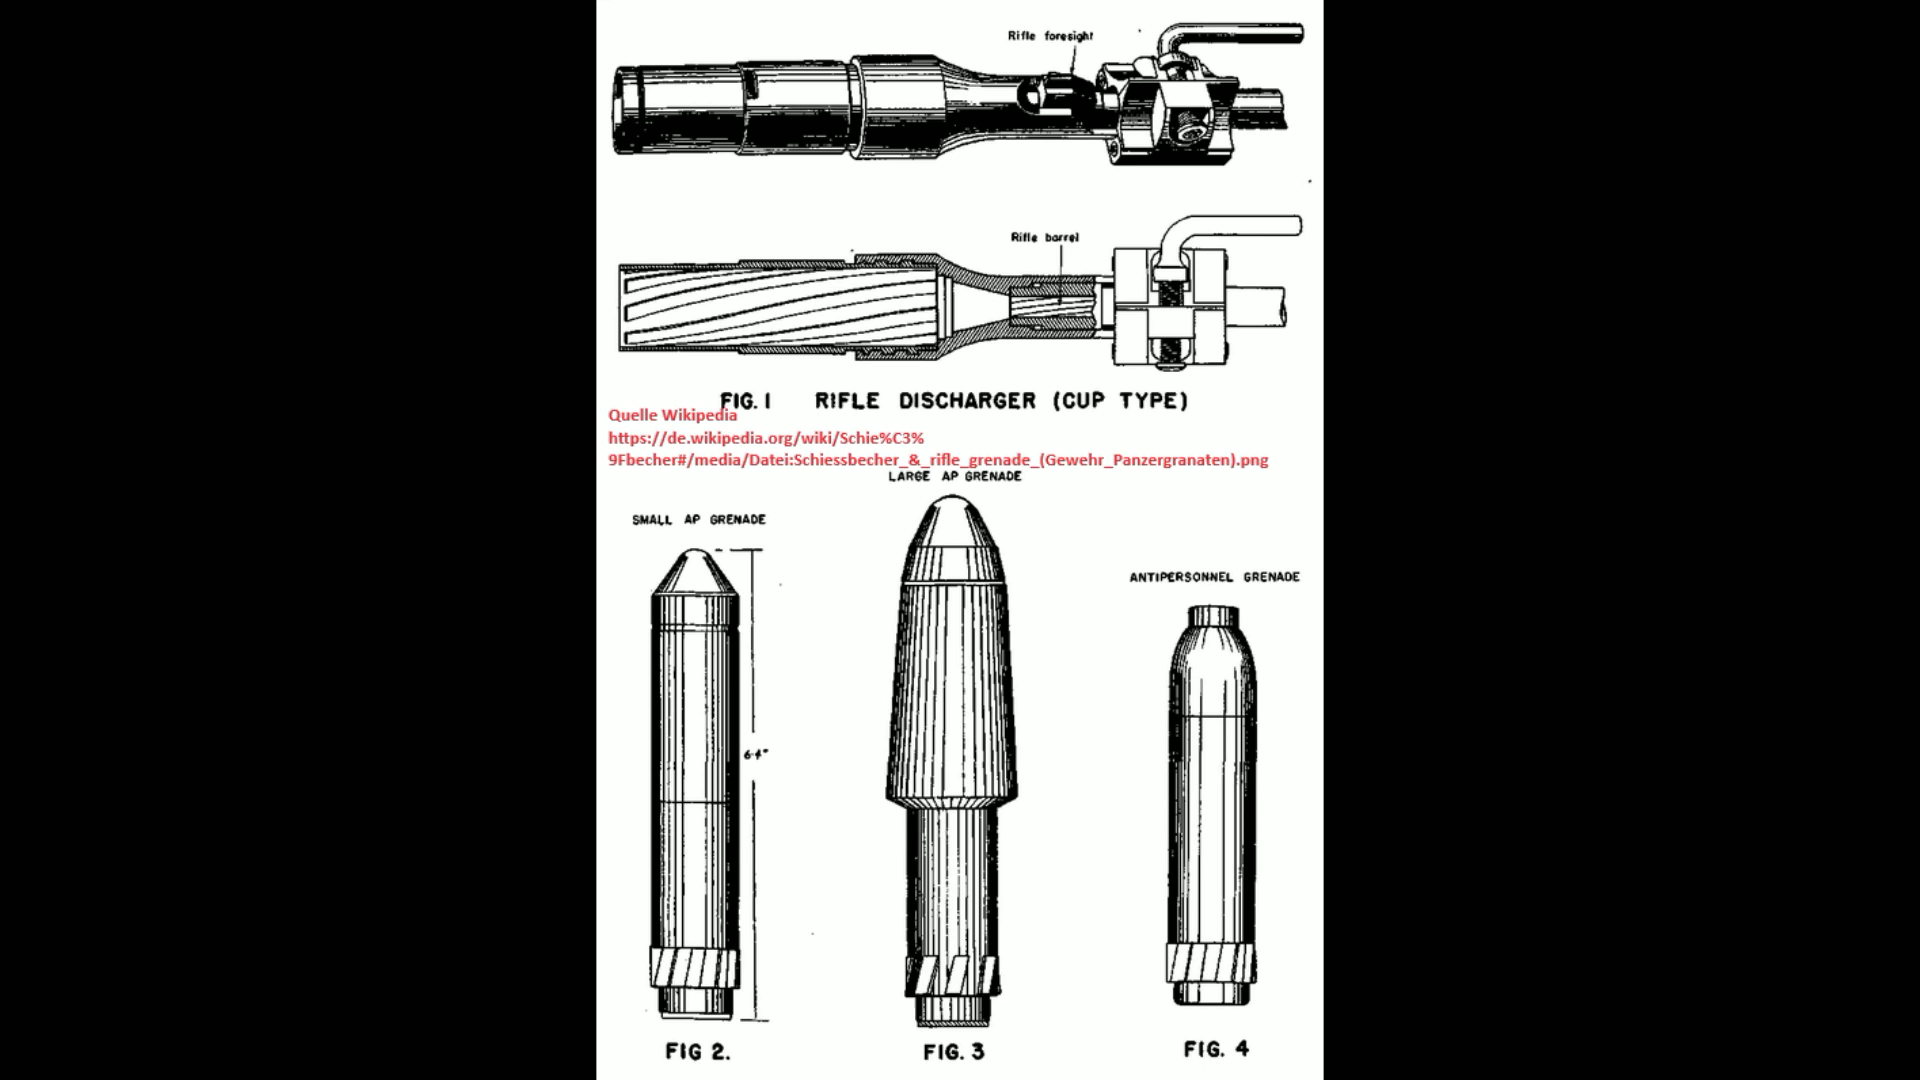 Rifle foresight
Rifle barrel
FIG. 1 RIFLE DISCHARGER (CUP TYPE)
Quelle Wikipedia
https://de.wikipedia.org/wiki/Schie%C3%
9Fbecher#/media/Datei:Schiessbecher_&_rifle_grenade_(Gewehr_Panzergranaten).png
LARGE AP GRENADE
SMALL AP GRENADE
ANTIPERSONNEL GRENADE
6·4"
FIG 2.
FIG. 3
FIG. 4